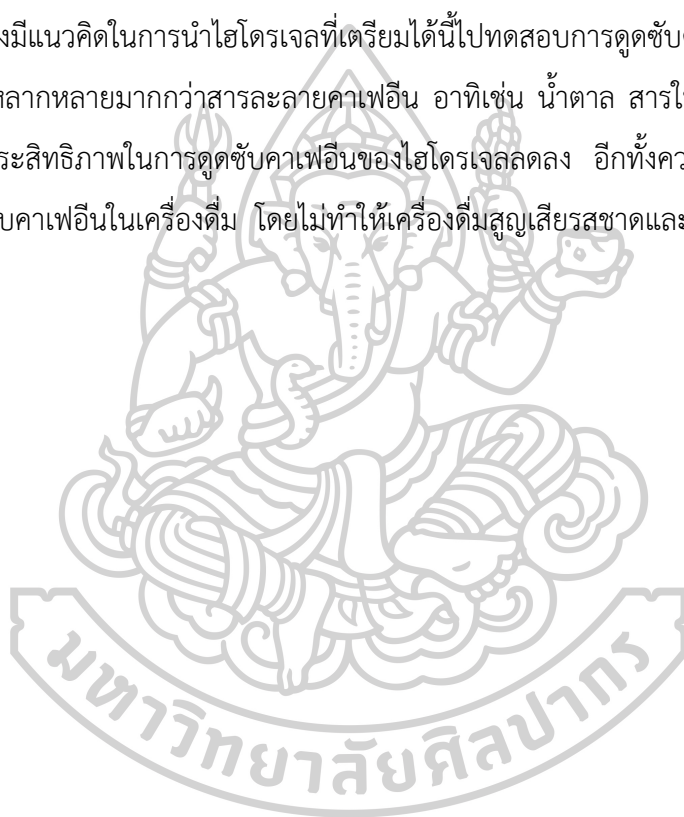 งมีแนวคิดในการนำไฮโดรเจลที่เตรียมได้นี้ไปทดสอบการดูดซับ
หลากหลายมากกว่าสารละลายคาเฟอีน อาทิเช่น น้ำตาล สารใ
ระสิทธิภาพในการดูดซับคาเฟอีนของไฮโดรเจลลดลง อีกทั้งคว
บคาเฟอีนในเครื่องดื่ม โดยไม่ทำให้เครื่องดื่มสูญเสียรสชาดและ
มหาวิทยาลัยศิลปากร